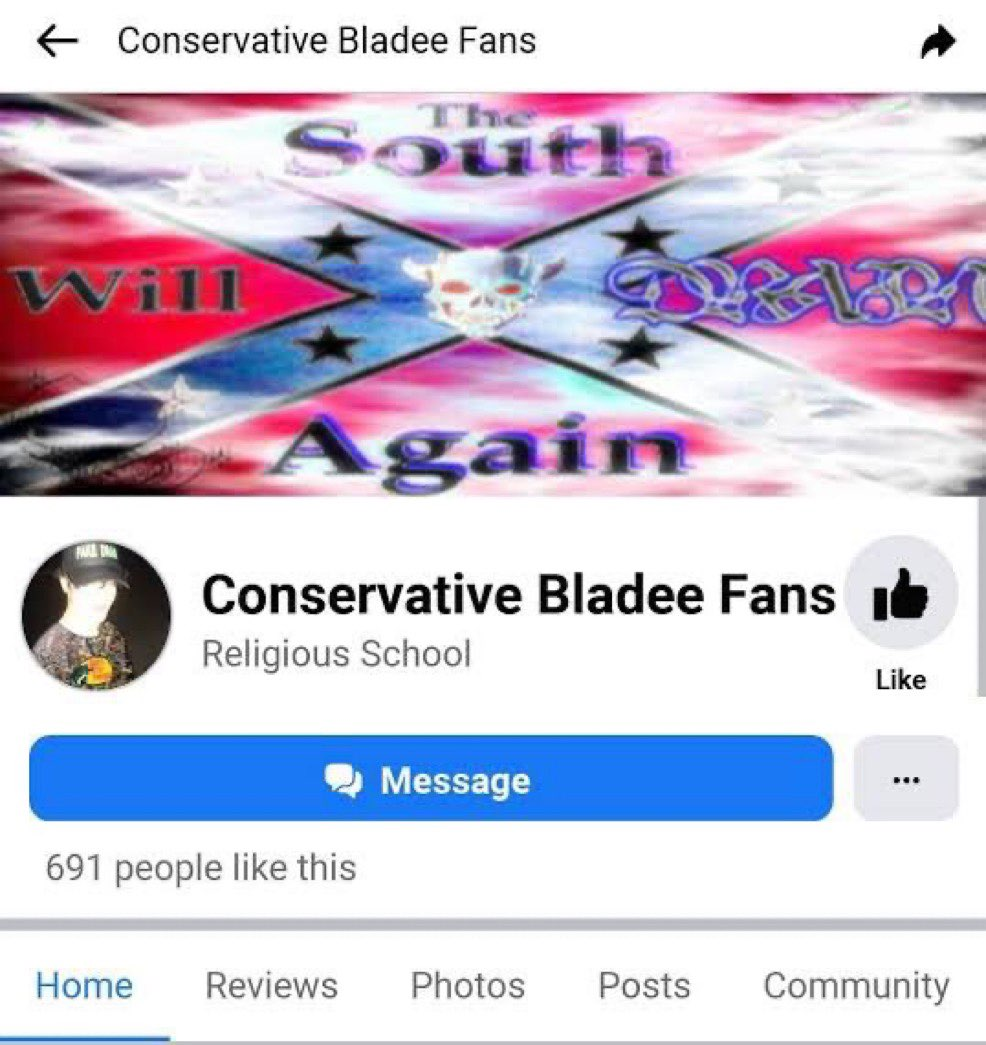 Conservative Bladee Fans
The
South
Will DRAIN
Again
Conservative Bladee Fans
Religious School
Like
Message
691 people like this
Home Reviews Photos Posts Community